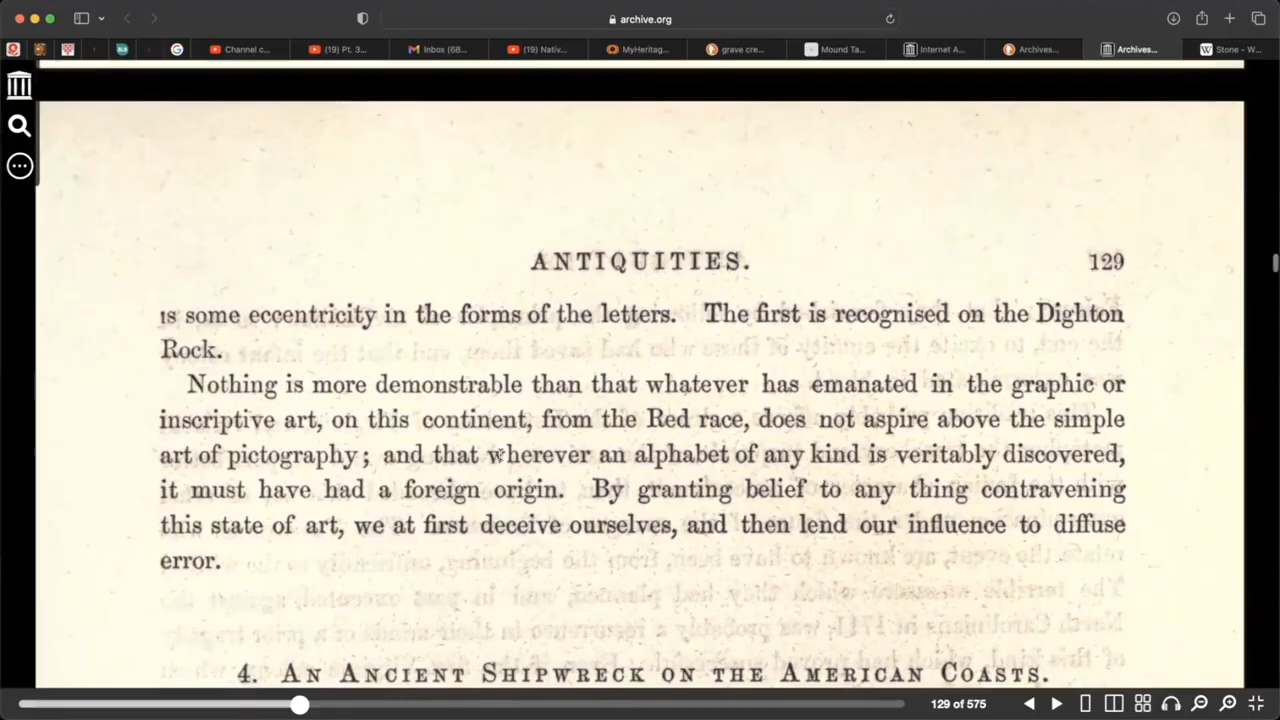 archive.org
Channel c...
(19) Pt. 3...
Inbox (68...
(19) Nativ...
MyHeritag...
grave cre...
Mound Ta...
Internet A...
Archives...
Archives...
Stone – W...
ANTIQUITIES. 129
is some eccentricity in the forms of the letters. The first is recognised on the Dighton
Rock.
Nothing is more demonstrable than that whatever has emanated in the graphic or
inscriptive art, on this continent, from the Red race, does not aspire above the simple
art of pictography; and that wherever an alphabet of any kind is veritably discovered,
it must have had a foreign origin. By granting belief to any thing contravening
this state of art, we at first deceive ourselves, and then lend our influence to diffuse
error.
4. An Ancient Shipwreck on the American Coasts.
129 of 575